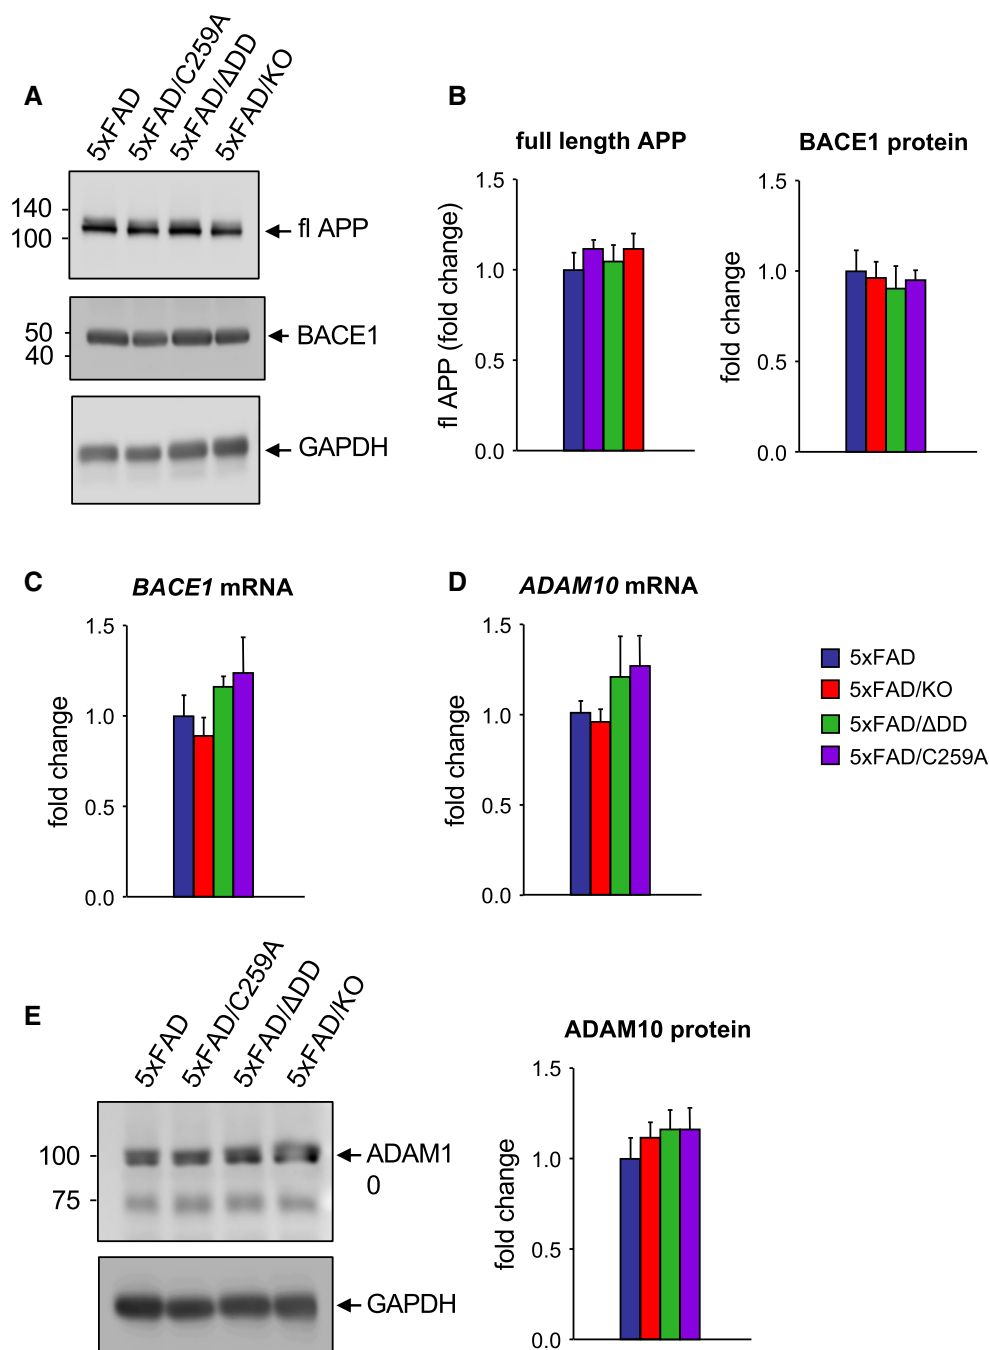 A
5xFAD
5xFAD/C259A
5xFAD/ΔDD
5xFAD/KO
140
100
fl APP
50
40
BACE1
GAPDH
B
full length APP
fl APP (fold change)
1.5
1.0
0.5
0.0
BACE1 protein
fold change
1.5
1.0
0.5
0.0
C
BACE1 mRNA
fold change
1.5
1.0
0.5
0.0
D
ADAM10 mRNA
fold change
1.5
1.0
0.5
0.0
5xFAD
5xFAD/KO
5xFAD/ΔDD
5xFAD/C259A
E
5xFAD
5xFAD/C259A
5xFAD/ΔDD
5xFAD/KO
100
75
ADAM1
0
GAPDH
ADAM10 protein
fold change
1.5
1.0
0.5
0.0